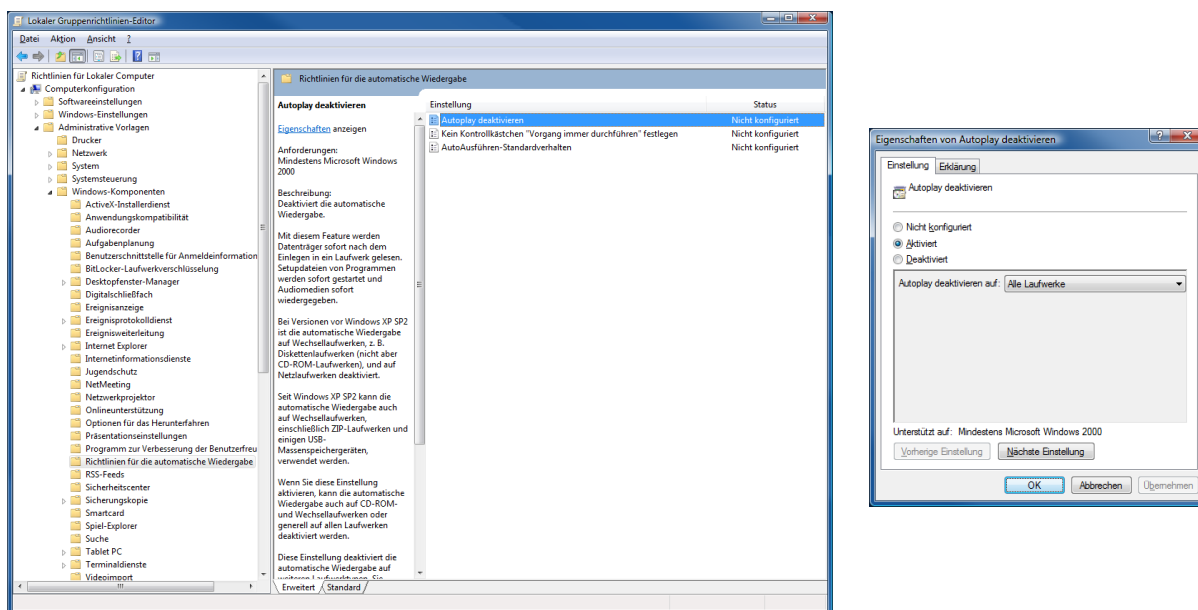 Lokaler Gruppenrichtlinien-Editor
Datei Aktion Ansicht ?
Richtlinien für Lokaler Computer
Computerkonfiguration
Softwareeinstellungen
Windows-Einstellungen
Administrative Vorlagen
Drucker
Netzwerk
System
Systemsteuerung
Windows-Komponenten
ActiveX-Installerdienst
Anwendungskompatibilität
Audiorecorder
Aufgabenplanung
Benutzerschnittstelle für Anmeldeinformation
BitLocker-Laufwerkverschlüsselung
Desktopfenster-Manager
Digitalschließfach
Ereignisanzeige
Ereignisprotokolldienst
Ereignisweiterleitung
Internet Explorer
Internetinformationsdienste
Jugendschutz
NetMeeting
Netzwerkprojektor
Onlineunterstützung
Optionen für das Herunterfahren
Präsentationseinstellungen
Programm zur Verbesserung der Benutzerfreu
Richtlinien für die automatische Wiedergabe
RSS-Feeds
Sicherheitscenter
Sicherungskopie
Smartcard
Spiel-Explorer
Suche
Tablet PC
Terminaldienste
Videoimport
Richtlinien für die automatische Wiedergabe
Autoplay deaktivieren
Eigenschaften anzeigen
Anforderungen:
Mindestens Microsoft Windows
2000
Beschreibung:
Deaktiviert die automatische
Wiedergabe.
Mit diesem Feature werden
Datenträger sofort nach dem
Einlegen in ein Laufwerk gelesen.
Setupdateien von Programmen
werden sofort gestartet und
Audiomedien sofort
wiedergegeben.
Bei Versionen vor Windows XP SP2
ist die automatische Wiedergabe
auf Wechsellaufwerken, z. B.
Diskettenlaufwerken (nicht aber
CD-ROM-Laufwerken), und auf
Netzlaufwerken deaktiviert.
Seit Windows XP SP2 kann die
automatische Wiedergabe auch
auf Wechsellaufwerken,
einschließlich ZIP-Laufwerken und
einigen USB-
Massenspeichergeräten,
verwendet werden.
Wenn Sie diese Einstellung
aktivieren, kann die automatische
Wiedergabe auch auf CD-ROM-
und Wechsellaufwerken oder
generell auf allen Laufwerken
deaktiviert werden.
Diese Einstellung deaktiviert die
automatische Wiedergabe auf
weiteren Laufwerktypen. Sie
Einstellung Status
Autoplay deaktivieren Nicht konfiguriert
Kein Kontrollkästchen "Vorgang immer durchführen" festlegen Nicht konfiguriert
AutoAusführen-Standardverhalten Nicht konfiguriert
Erweitert Standard
Eigenschaften von Autoplay deaktivieren
Einstellung Erklärung
Autoplay deaktivieren
Nicht konfiguriert
Aktiviert
Deaktiviert
Autoplay deaktivieren auf: Alle Laufwerke
Unterstützt auf: Mindestens Microsoft Windows 2000
Vorherige Einstellung Nächste Einstellung
OK Abbrechen Übernehmen